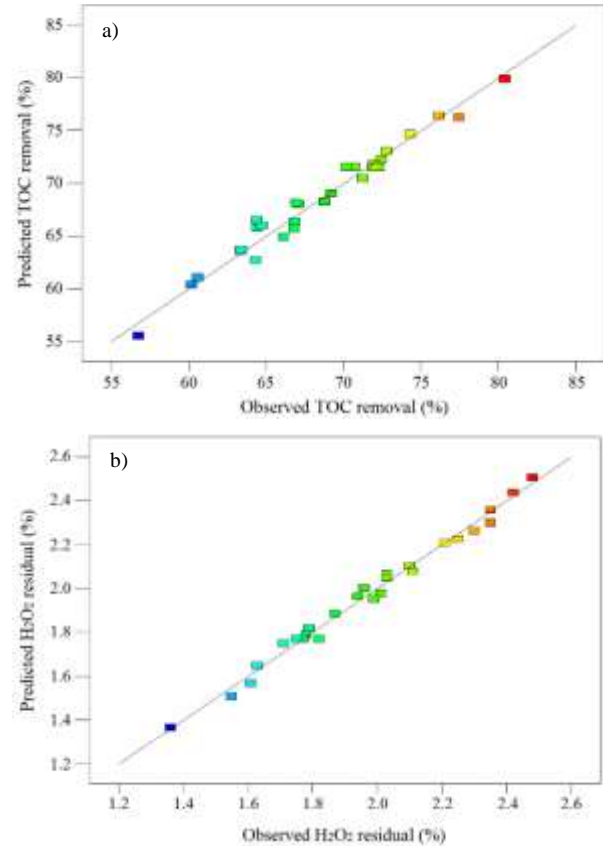 a)
85
80
75
70
65
60
55
Predicted TOC removal (%)
55 60 65 70 75 80 85
Observed TOC removal (%)
b)
2.6
2.4
2.2
2.0
1.8
1.6
1.4
1.2
Predicted H₂O₂ residual (%)
1.2 1.4 1.6 1.8 2.0 2.2 2.4 2.6
Observed H₂O₂ residual (%)